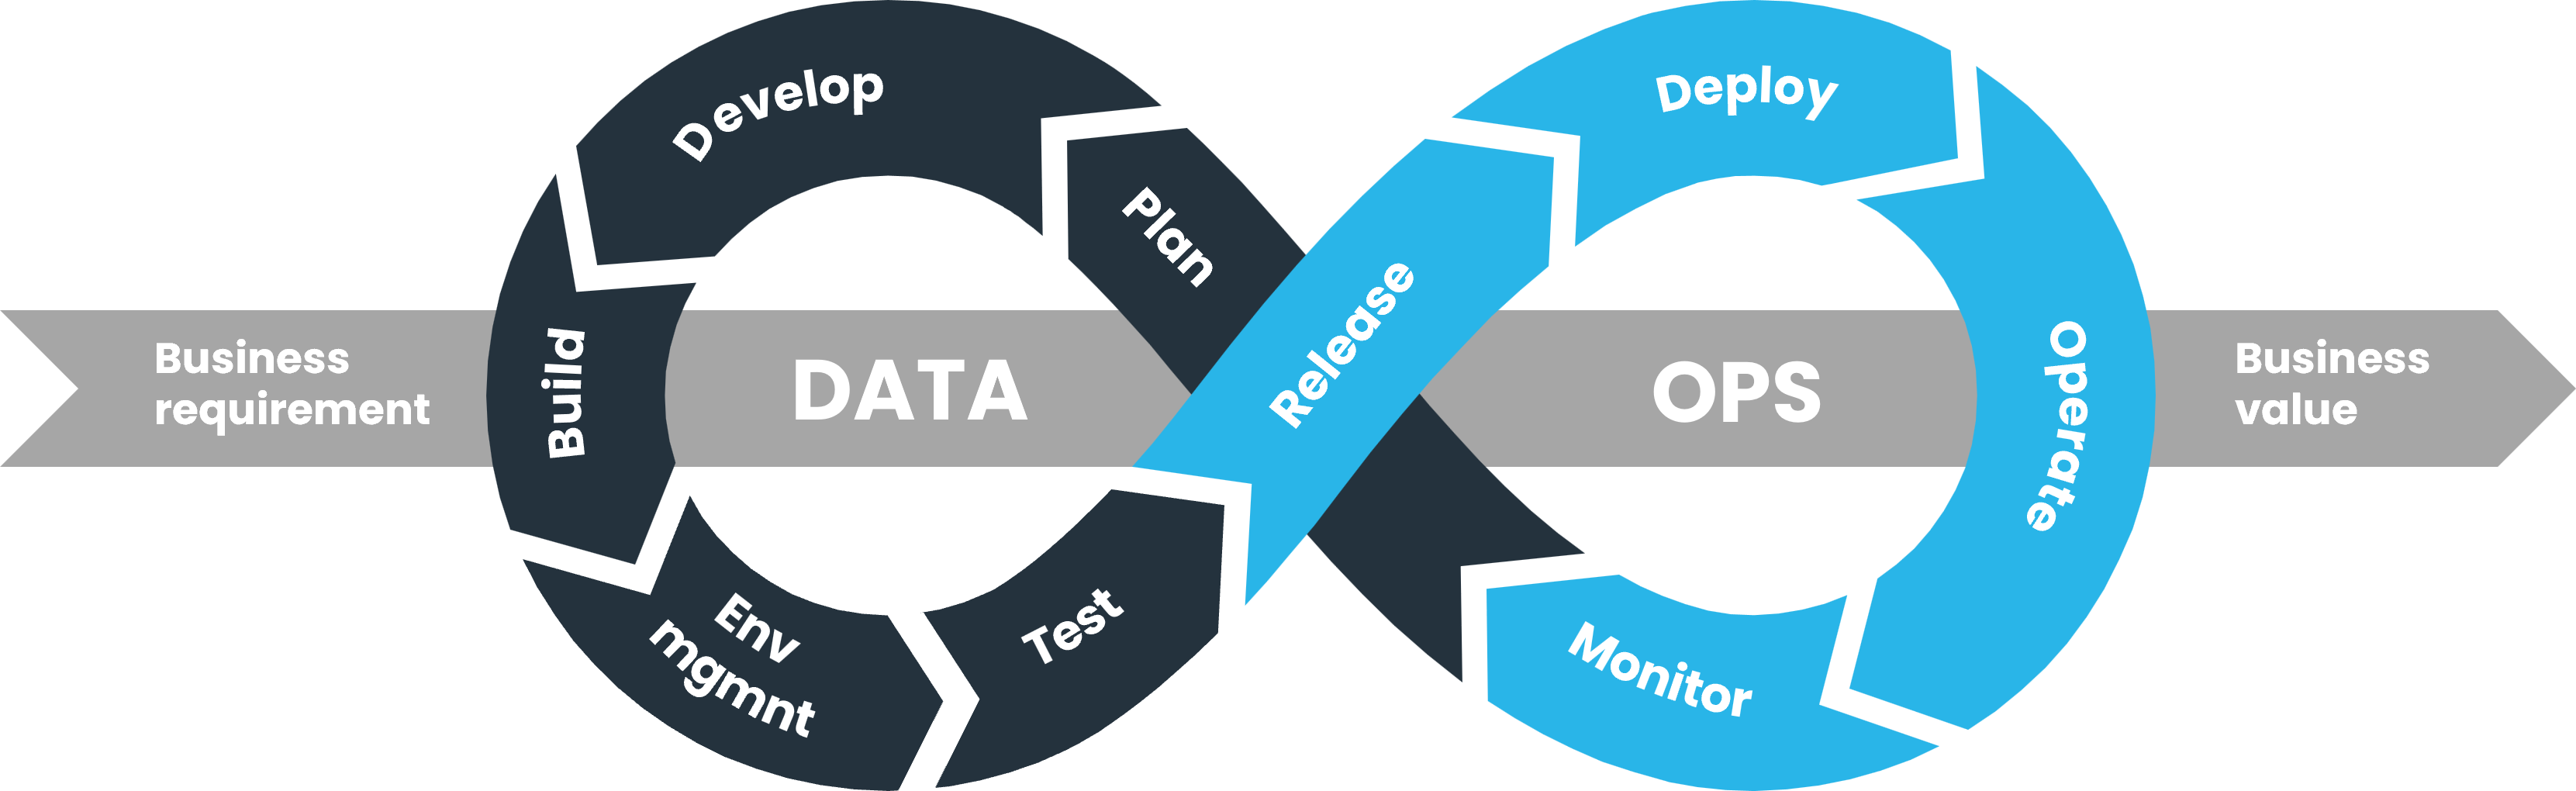 Business
requirement
DATA
Plan
Develop
Build
Env
mgmnt
Test
Release
Deploy
Operate
Monitor
OPS
Business
value